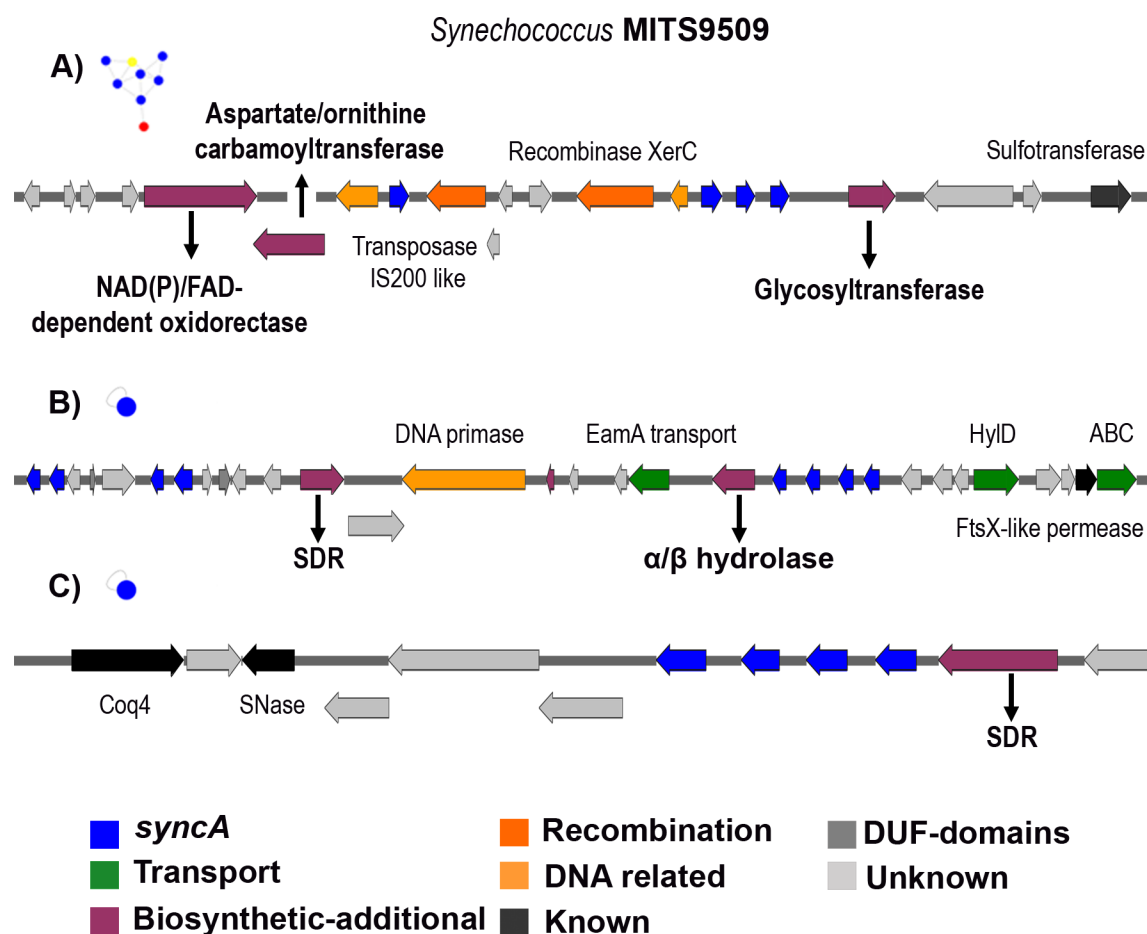 Synechococcus MITS9509
A)
Aspartate/ornithine
carbamoyltransferase
Recombinase XerC
Sulfotransferase
Transposase
IS200 like
NAD(P)/FAD-
dependent oxidorectase
Glycosyltransferase
B)
DNA primase
EamA transport
HylD
ABC
FtsX-like permease
SDR
α/β hydrolase
C)
Coq4
SNase
SDR
syncA
Recombination
DUF-domains
Transport
DNA related
Unknown
Biosynthetic-additional
Known